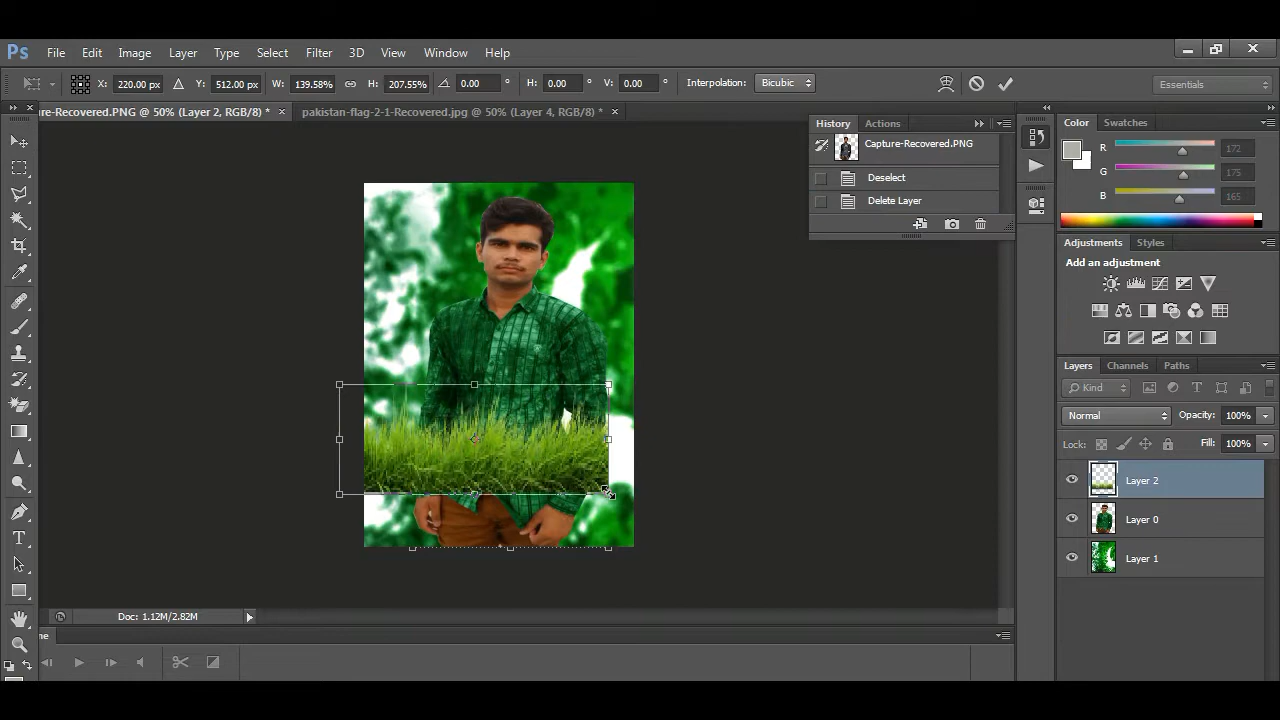 Ps File Edit Image Layer Type Select Filter 3D View Window Help
X: 220.00 px Y: 512.00 px W: 139.58% H: 207.55% 0.00 ° H: 0.00 ° V: 0.00 ° Interpolation: Bicubic Essentials
ure-Recovered.PNG @ 50% (Layer 2, RGB/8) * pakistan-flag-2-1-Recovered.jpg @ 50% (Layer 4, RGB/8) *
History Actions
Capture-Recovered.PNG
Deselect
Delete Layer
Color Swatches
R 172
G 175
B 165
Adjustments Styles
Add an adjustment
Layers Channels Paths
Kind
Normal Opacity: 100%
Lock: Fill: 100%
Layer 2
Layer 0
Layer 1
T
Doc: 1.12M/2.82M
ne